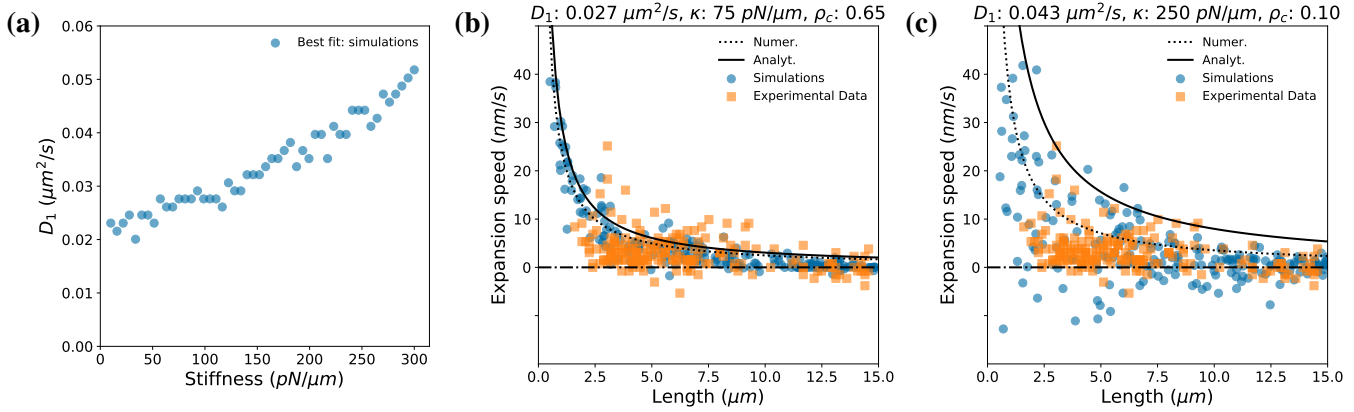 (a)
Best fit: simulations
D₁ (μm²/s)
0.06
0.05
0.04
0.03
0.02
0.01
0.00
0 50 100 150 200 250 300
Stiffness (pN/μm)
(b)
D₁: 0.027 μm²/s, κ: 75 pN/μm, ρc: 0.65
Numer.
Analyt.
Simulations
Experimental Data
Expansion speed (nm/s)
40
30
20
10
0
0.0 2.5 5.0 7.5 10.0 12.5 15.0
Length (μm)
(c)
D₁: 0.043 μm²/s, κ: 250 pN/μm, ρc: 0.10
Numer.
Analyt.
Simulations
Experimental Data
Expansion speed (nm/s)
40
30
20
10
0
0.0 2.5 5.0 7.5 10.0 12.5 15.0
Length (μm)